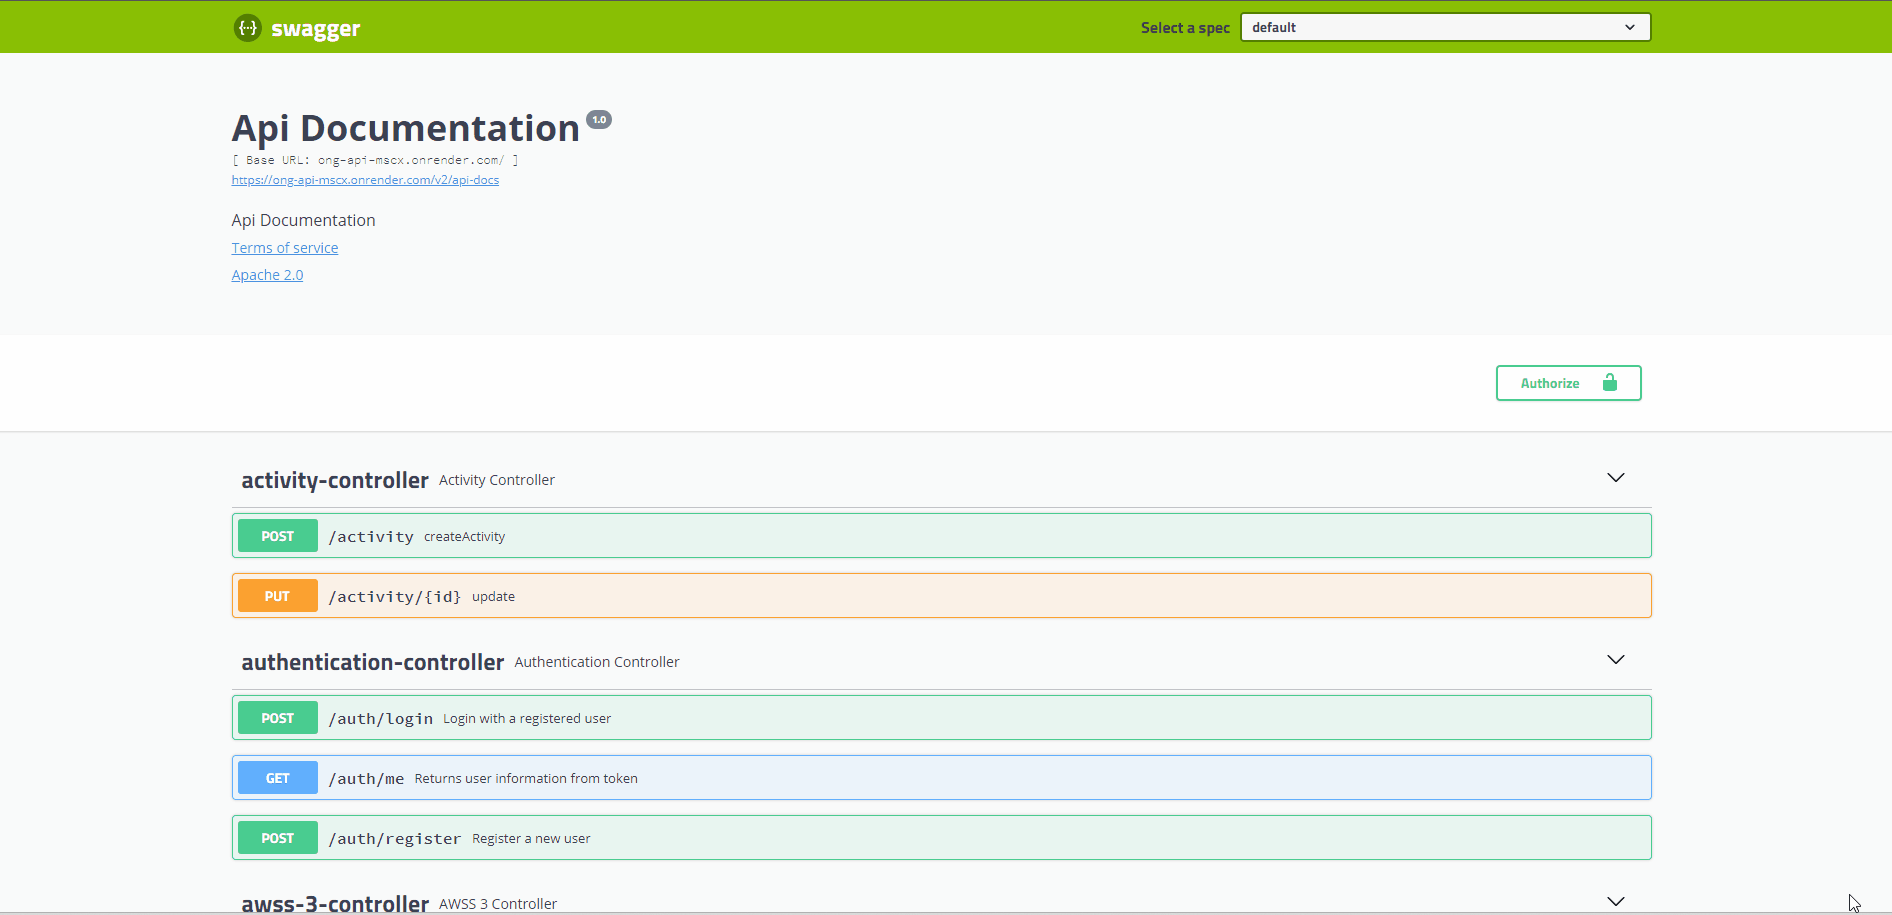 {··} swagger
Select a spec default
Api Documentation 1.0
[ Base URL: ong-api-mscx.onrender.com/ ]
https://ong-api-mscx.onrender.com/v2/api-docs
Api Documentation
Terms of service
Apache 2.0
Authorize
activity-controller Activity Controller
POST /activity createActivity
PUT /activity/{id} update
authentication-controller Authentication Controller
POST /auth/login Login with a registered user
GET /auth/me Returns user information from token
POST /auth/register Register a new user
awss-3-controller AWSS 3 Controller